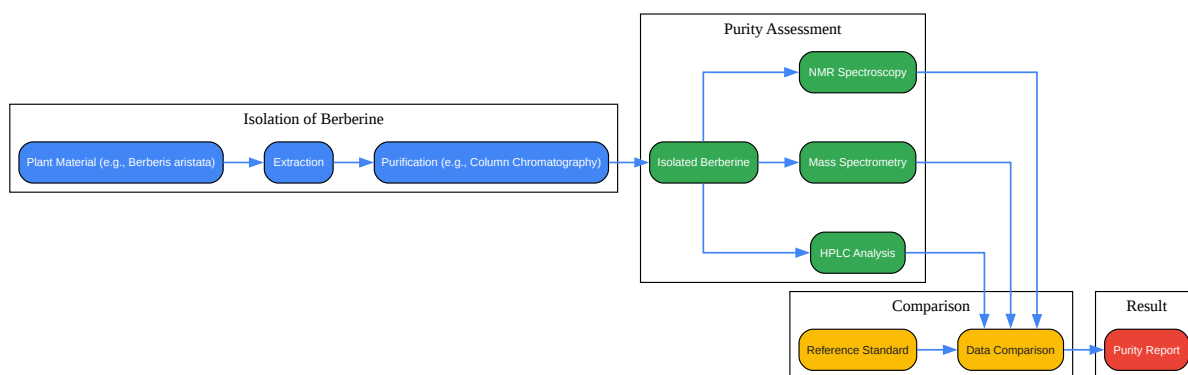 Isolation of Berberine
Plant Material (e.g., Berberis aristata)
Extraction
Purification (e.g., Column Chromatography)
Purity Assessment
Isolated Berberine
NMR Spectroscopy
Mass Spectrometry
HPLC Analysis
Comparison
Reference Standard
Data Comparison
Result
Purity Report